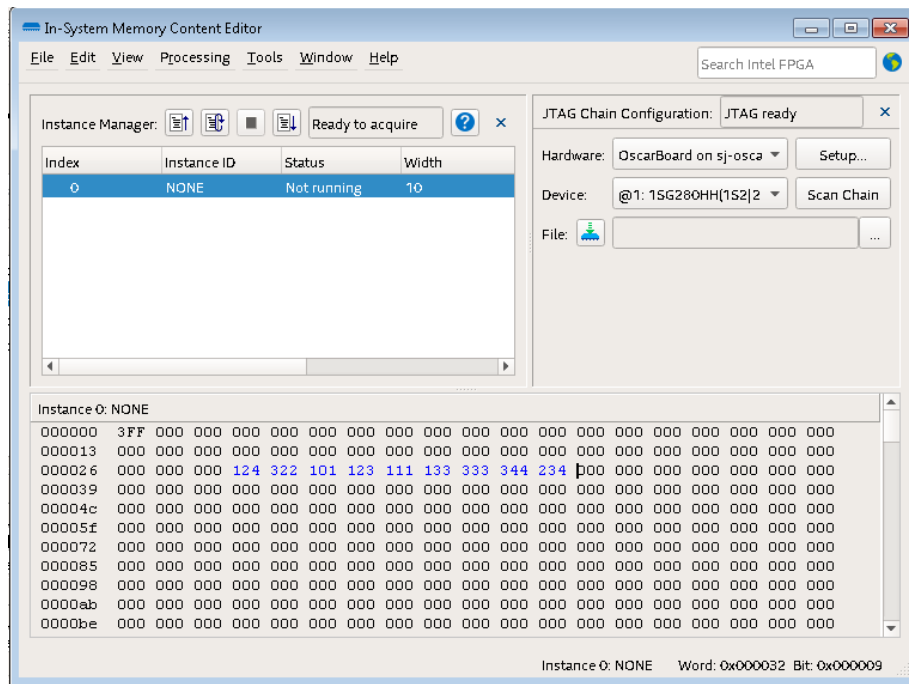 In-System Memory Content Editor
File Edit View Processing Tools Window Help
Search Intel FPGA
Instance Manager: Ready to acquire
Index Instance ID Status Width
0 NONE Not running 10
JTAG Chain Configuration: JTAG ready
Hardware: OscarBoard on sj-osca Setup...
Device: @1: 1SG280HH(1S2|2 Scan Chain
File: ...
Instance 0: NONE
000000 3FF 000 000 000 000 000 000 000 000 000 000 000 000 000 000 000 000 000 000
000013 000 000 000 000 000 000 000 000 000 000 000 000 000 000 000 000 000 000 000
000026 000 000 000 124 322 101 123 111 133 333 344 234 000 000 000 000 000 000 000
000039 000 000 000 000 000 000 000 000 000 000 000 000 000 000 000 000 000 000 000
00004c 000 000 000 000 000 000 000 000 000 000 000 000 000 000 000 000 000 000 000
00005f 000 000 000 000 000 000 000 000 000 000 000 000 000 000 000 000 000 000 000
000072 000 000 000 000 000 000 000 000 000 000 000 000 000 000 000 000 000 000 000
000085 000 000 000 000 000 000 000 000 000 000 000 000 000 000 000 000 000 000 000
000098 000 000 000 000 000 000 000 000 000 000 000 000 000 000 000 000 000 000 000
0000ab 000 000 000 000 000 000 000 000 000 000 000 000 000 000 000 000 000 000 000
0000be 000 000 000 000 000 000 000 000 000 000 000 000 000 000 000 000 000 000 000
Instance 0: NONE Word: 0x000032 Bit: 0x000009